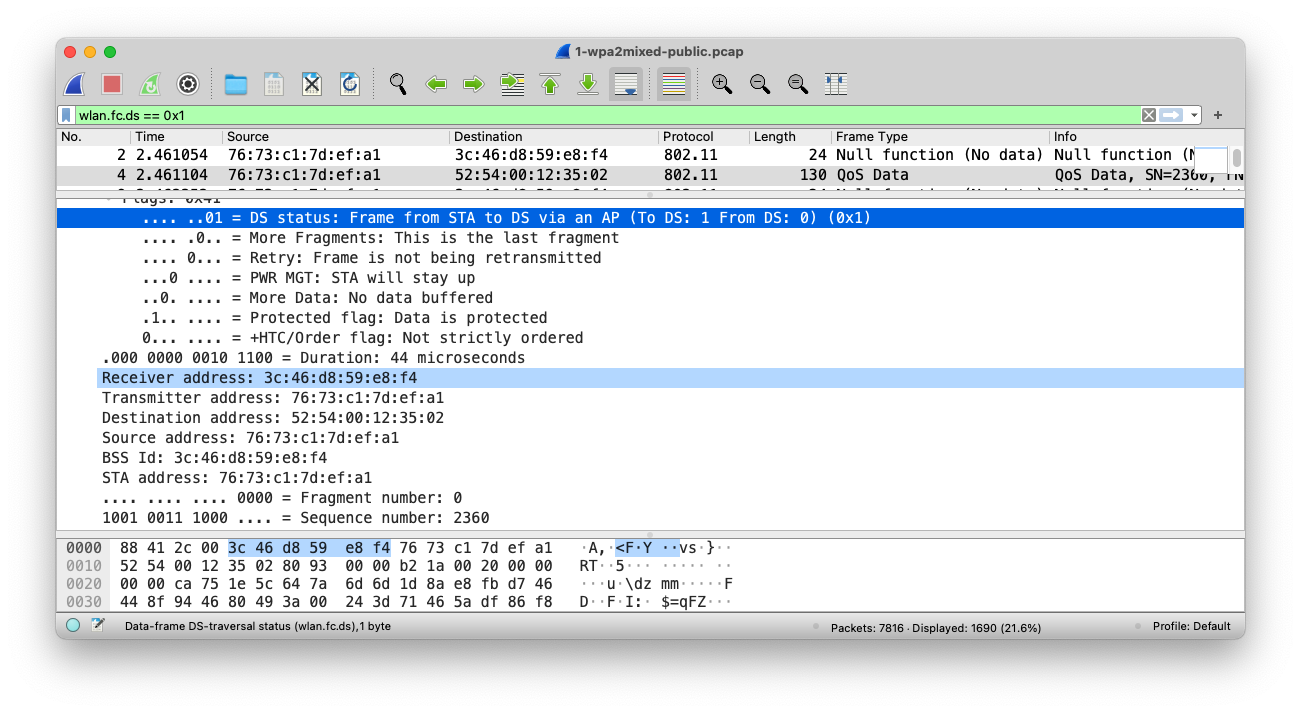 1-wpa2mixed-public.pcap
wlan.fc.ds == 0x1
No. Time Source Destination Protocol Length Frame Type Info
2 2.461054 76:73:c1:7d:ef:a1 3c:46:d8:59:e8:f4 802.11 24 Null function (No data) Null function (N
4 2.461104 76:73:c1:7d:ef:a1 52:54:00:12:35:02 802.11 130 QoS Data QoS Data, SN=2360, FN
Flags: 0x41
.... ..01 = DS status: Frame from STA to DS via an AP (To DS: 1 From DS: 0) (0x1)
.... .0.. = More Fragments: This is the last fragment
.... 0... = Retry: Frame is not being retransmitted
...0 .... = PWR MGT: STA will stay up
..0. .... = More Data: No data buffered
.1.. .... = Protected flag: Data is protected
0... .... = +HTC/Order flag: Not strictly ordered
.000 0000 0010 1100 = Duration: 44 microseconds
Receiver address: 3c:46:d8:59:e8:f4
Transmitter address: 76:73:c1:7d:ef:a1
Destination address: 52:54:00:12:35:02
Source address: 76:73:c1:7d:ef:a1
BSS Id: 3c:46:d8:59:e8:f4
STA address: 76:73:c1:7d:ef:a1
.... .... .... 0000 = Fragment number: 0
1001 0011 1000 .... = Sequence number: 2360
0000 88 41 2c 00 3c 46 d8 59 e8 f4 76 73 c1 7d ef a1 ·A,·<F·Y ··vs·}··
0010 52 54 00 12 35 02 80 93 00 00 b2 1a 00 20 00 00 RT··5··· ····· ··
0020 00 00 ca 75 1e 5c 64 7a 6d 6d 1d 8a e8 fb d7 46 ···u·\dz mm·····F
0030 44 8f 94 46 80 49 3a 00 24 3d 71 46 5a df 86 f8 D··F·I:· $=qFZ···
Data-frame DS-traversal status (wlan.fc.ds), 1 byte Packets: 7816 · Displayed: 1690 (21.6%) Profile: Default